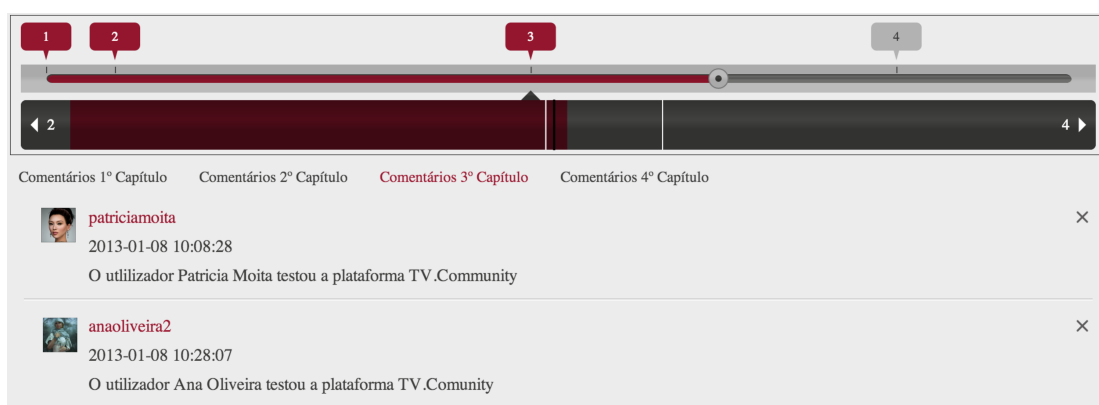 1 2 3 4
2 4
Comentários 1º Capítulo Comentários 2º Capítulo Comentários 3º Capítulo Comentários 4º Capítulo
patriciamoita
2013-01-08 10:08:28
O utlilizador Patricia Moita testou a plataforma TV.Community
anaoliveira2
2013-01-08 10:28:07
O utilizador Ana Oliveira testou a plataforma TV.Comunity